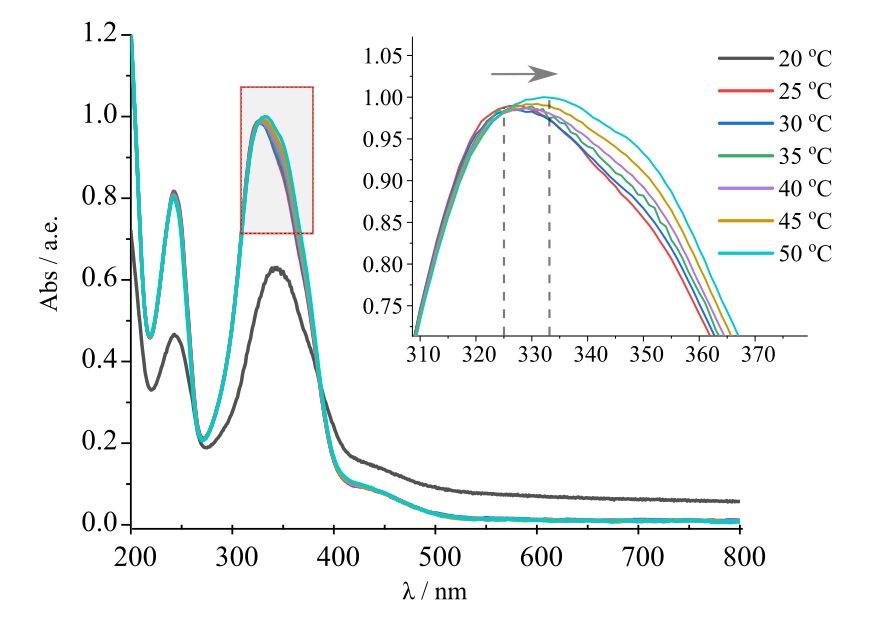 Abs / a.e.
1.2
1.0
0.8
0.6
0.4
0.2
0.0
200 300 400 500 600 700 800
λ / nm
1.05
1.00
0.95
0.90
0.85
0.80
0.75
310 320 330 340 350 360 370
20 ºC
25 ºC
30 ºC
35 ºC
40 ºC
45 ºC
50 ºC